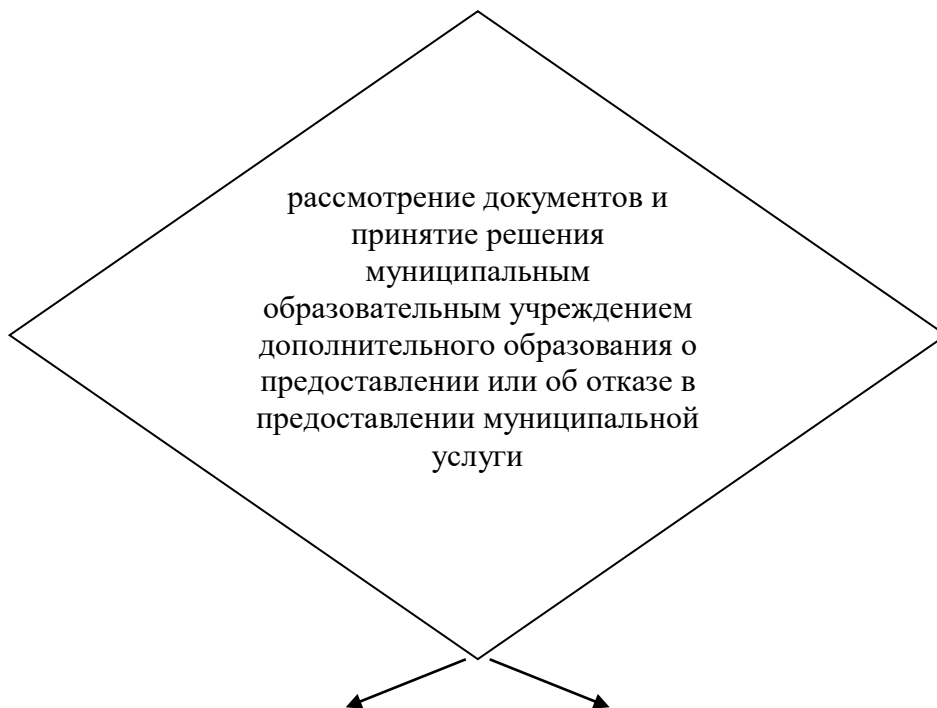 рассмотрение документов и
принятие решения
муниципальным
образовательным учреждением
дополнительного образования о
предоставлении или об отказе в
предоставлении муниципальной
услуги